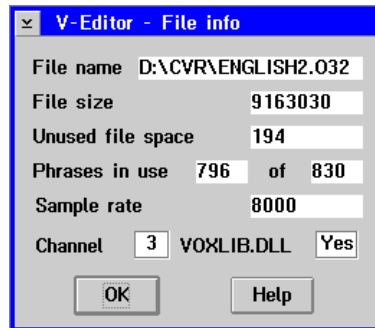 V-Editor - File info
File name D:\CVR\ENGLISH2.O32
File size 9163030
Unused file space 194
Phrases in use 796 of 830
Sample rate 8000
Channel 3 VOXLIB.DLL Yes
OK Help